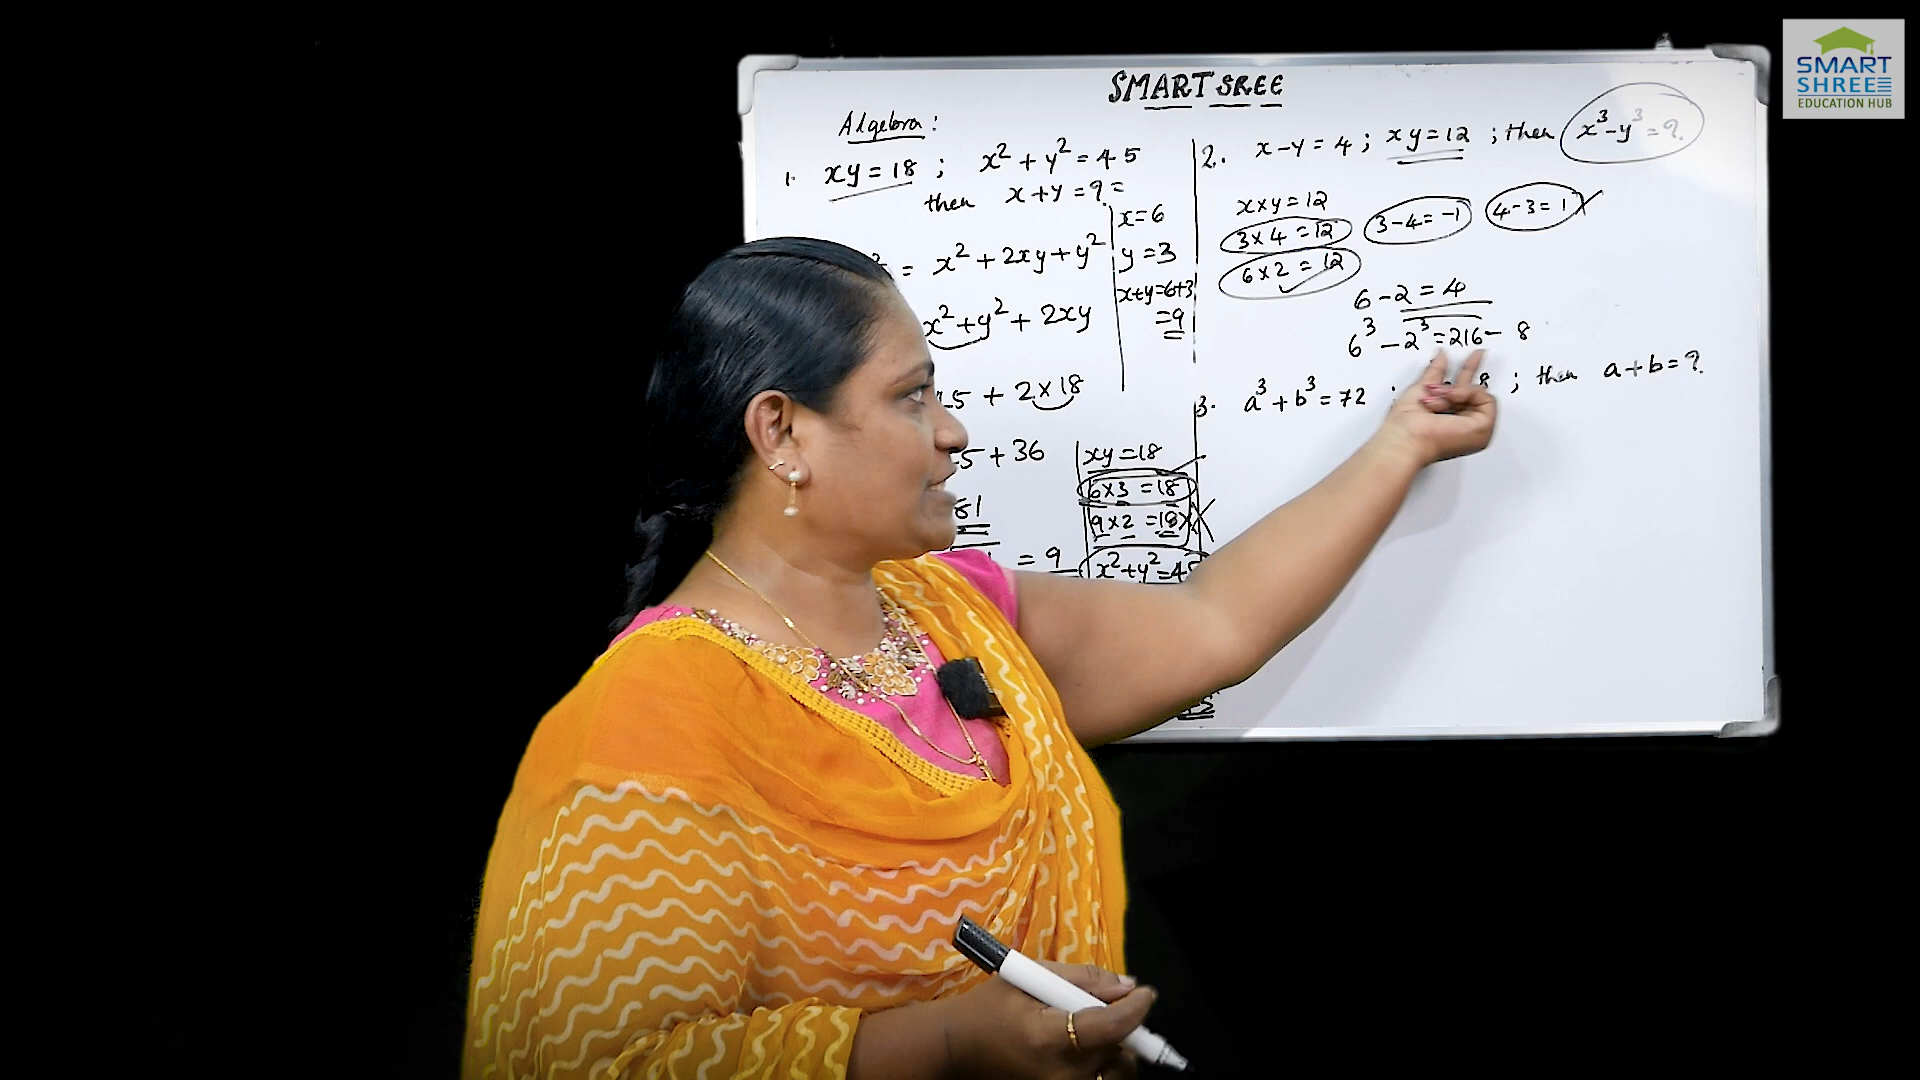 SMART
SHREE
EDUCATION HUB
SMART SREE
Algebra:
1. xy = 18 ; x² + y² = 45
then x + y = ? =
= x² + 2xy + y²
x² + y² + 2xy
+ 2 × 18
+ 36
81
= 9
x = 6
y = 3
x+y=6+3
= 9
xy = 18
6×3 = 18
9×2 = 18 ×
x² + y² = 45
2. x - y = 4 ; xy = 12 ; then x³ - y³ = ?
x × y = 12
3 × 4 = 12
3 - 4 = -1
4 - 3 = 1 ×
6 × 2 = 12
6 - 2 = 4
6³ - 2³ = 216 - 8
3. a³ + b³ = 72 ; 8 ; then a + b = ?